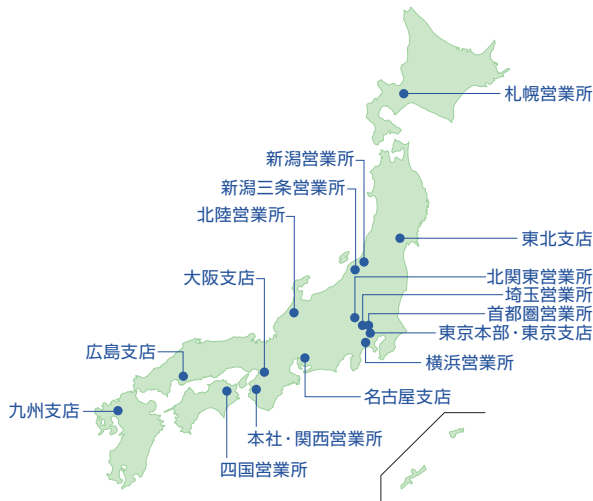 札幌営業所
新潟営業所
新潟三条営業所
北陸営業所
東北支店
大阪支店
北関東営業所
埼玉営業所
首都圏営業所
東京本部・東京支店
広島支店
横浜営業所
名古屋支店
九州支店
本社・関西営業所
四国営業所